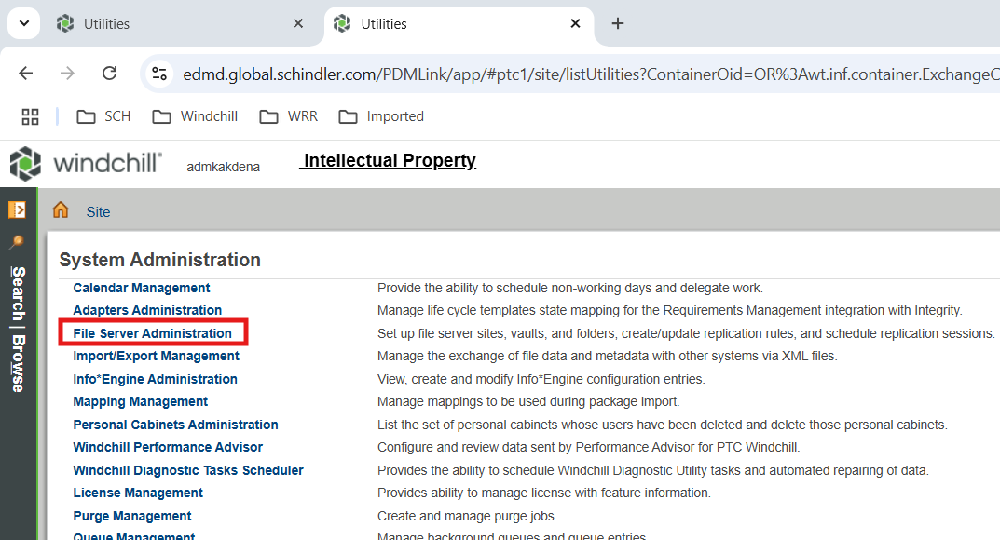 Utilities
Utilities
edmd.global.schindler.com/PDMLink/app/#ptc1/site/listUtilities?ContainerOid=OR%3Awt.inf.container.ExchangeC
SCH Windchill WRR Imported
windchill® admkakdena Intellectual Property
Site
Search | Browse
System Administration
Calendar Management Provide the ability to schedule non-working days and delegate work.
Adapters Administration Manage life cycle templates state mapping for the Requirements Management integration with Integrity.
File Server Administration Set up file server sites, vaults, and folders, create/update replication rules, and schedule replication sessions.
Import/Export Management Manage the exchange of file data and metadata with other systems via XML files.
Info*Engine Administration View, create and modify Info*Engine configuration entries.
Mapping Management Manage mappings to be used during package import.
Personal Cabinets Administration List the set of personal cabinets whose users have been deleted and delete those personal cabinets.
Windchill Performance Advisor Configure and review data sent by Performance Advisor for PTC Windchill.
Windchill Diagnostic Tasks Scheduler Provides the ability to schedule Windchill Diagnostic Utility tasks and automated repairing of data.
License Management Provides ability to manage license with feature information.
Purge Management Create and manage purge jobs.
Queue Management Manage background queues and queue entries.